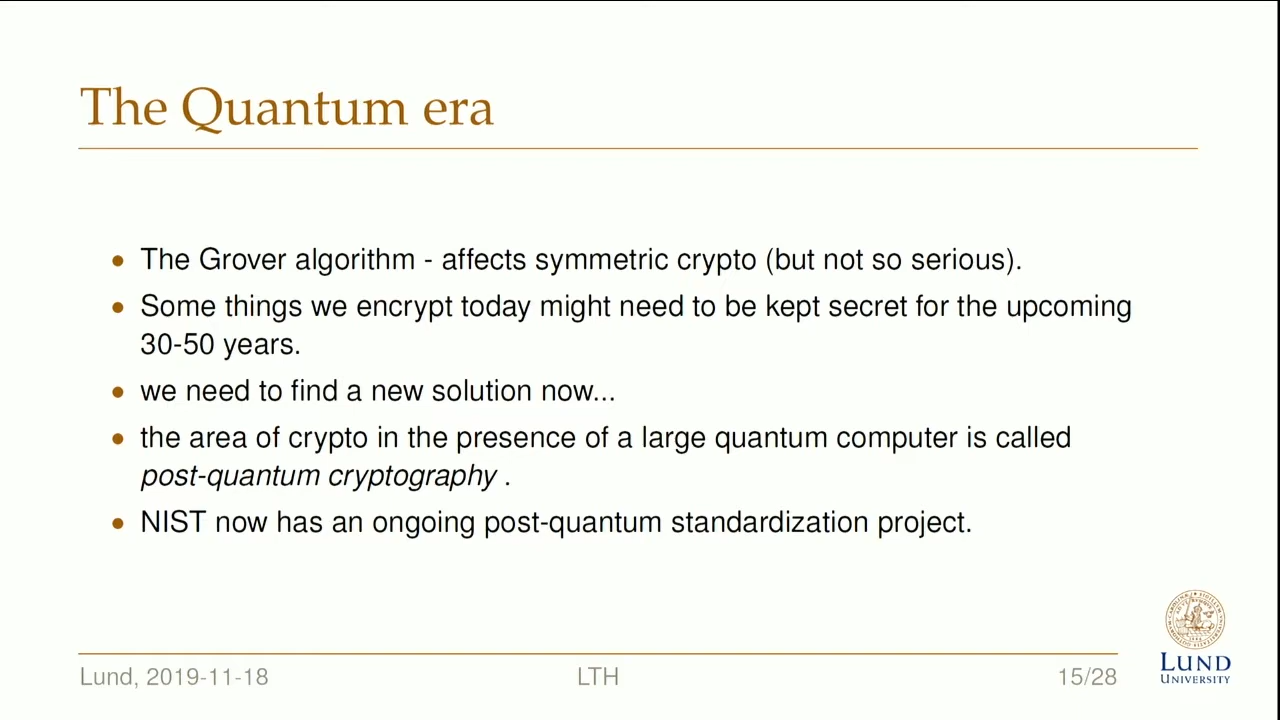 The Quantum era
• The Grover algorithm - affects symmetric crypto (but not so serious).
• Some things we encrypt today might need to be kept secret for the upcoming
30-50 years.
• we need to find a new solution now...
• the area of crypto in the presence of a large quantum computer is called
post-quantum cryptography .
• NIST now has an ongoing post-quantum standardization project.
Lund, 2019-11-18
LTH
15/28
LUND
UNIVERSITY